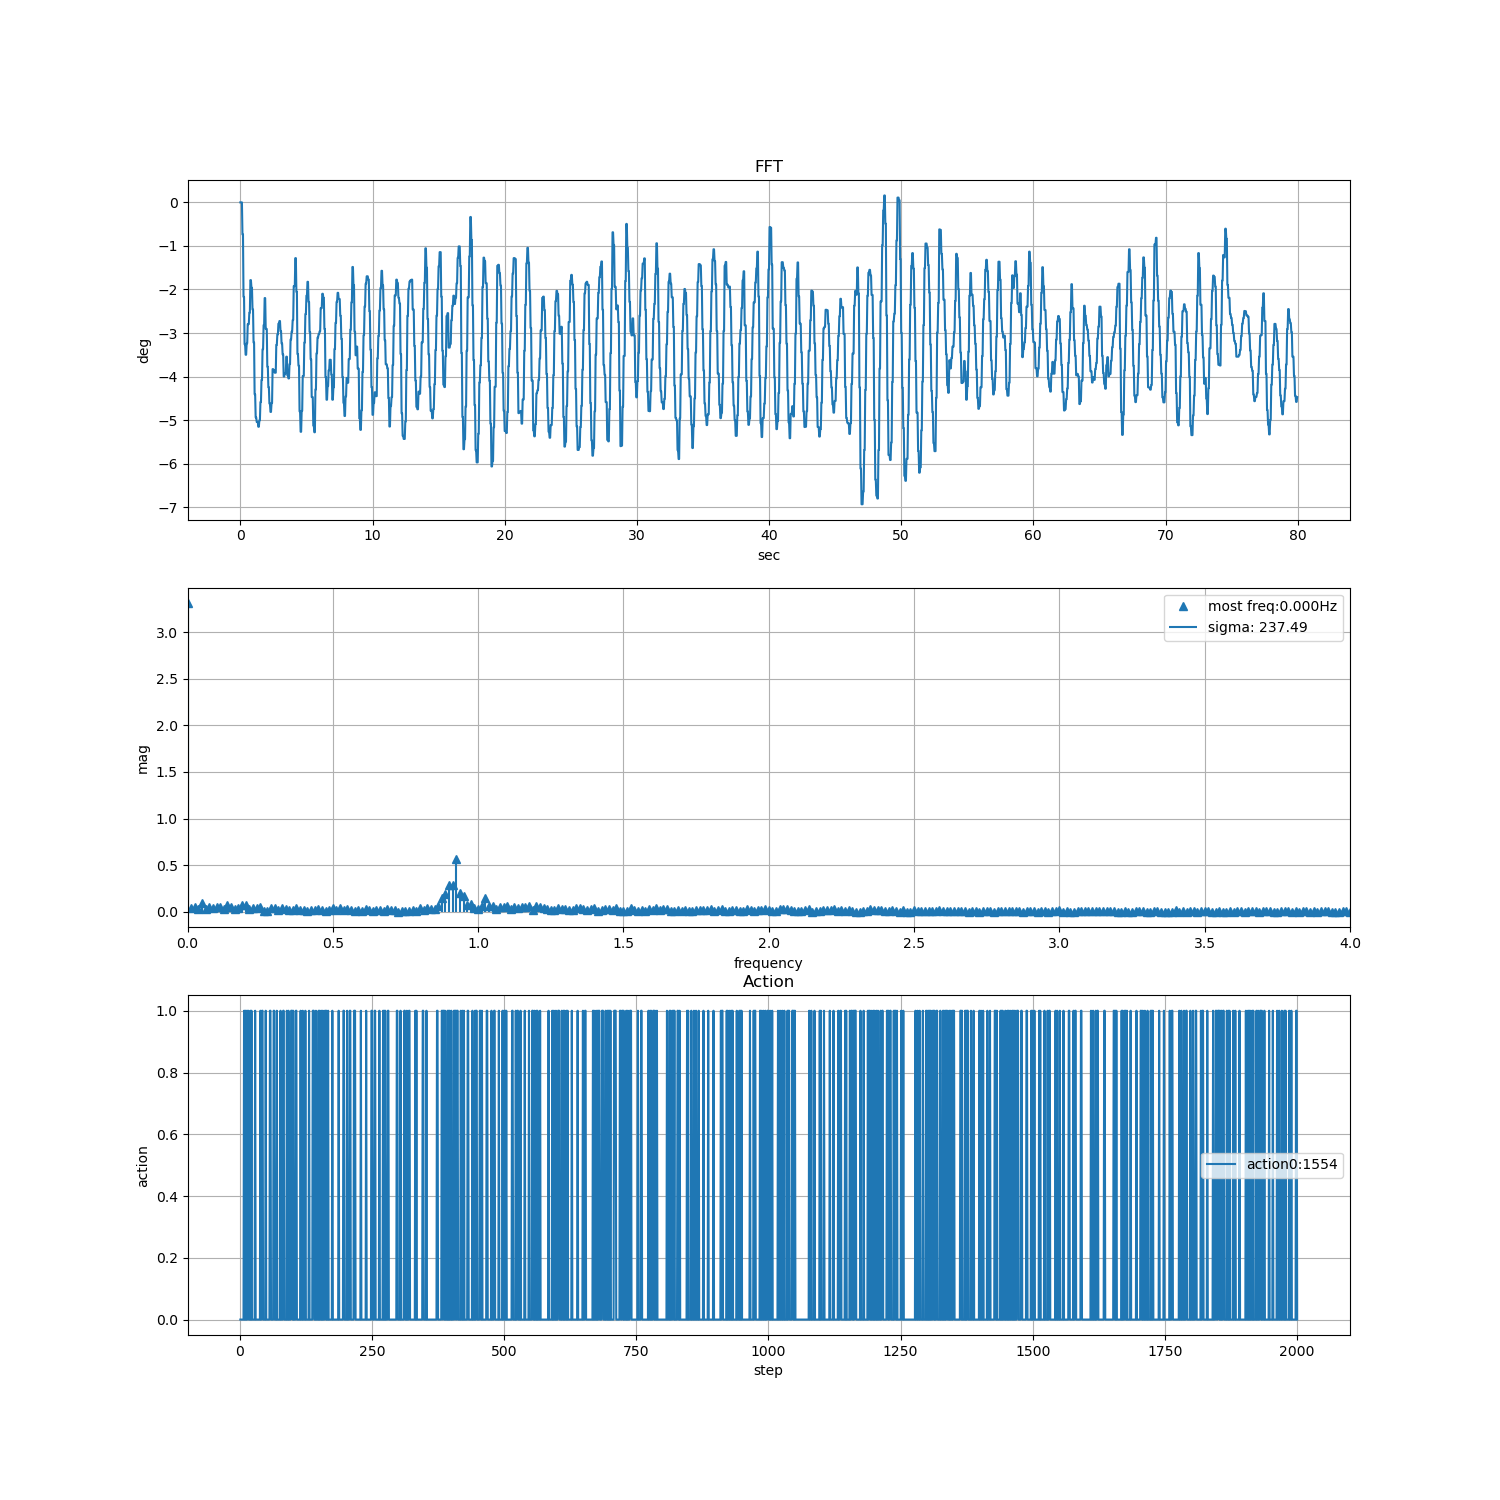 FFT
0
−1
−2
−3
−4
−5
−6
−7
deg
0 10 20 30 40 50 60 70 80
sec
most freq:0.000Hz
sigma: 237.49
3.0
2.5
2.0
1.5
1.0
0.5
0.0
mag
0.0 0.5 1.0 1.5 2.0 2.5 3.0 3.5 4.0
frequency
Action
1.0
0.8
0.6
0.4
0.2
0.0
action
action0:1554
0 250 500 750 1000 1250 1500 1750 2000
step